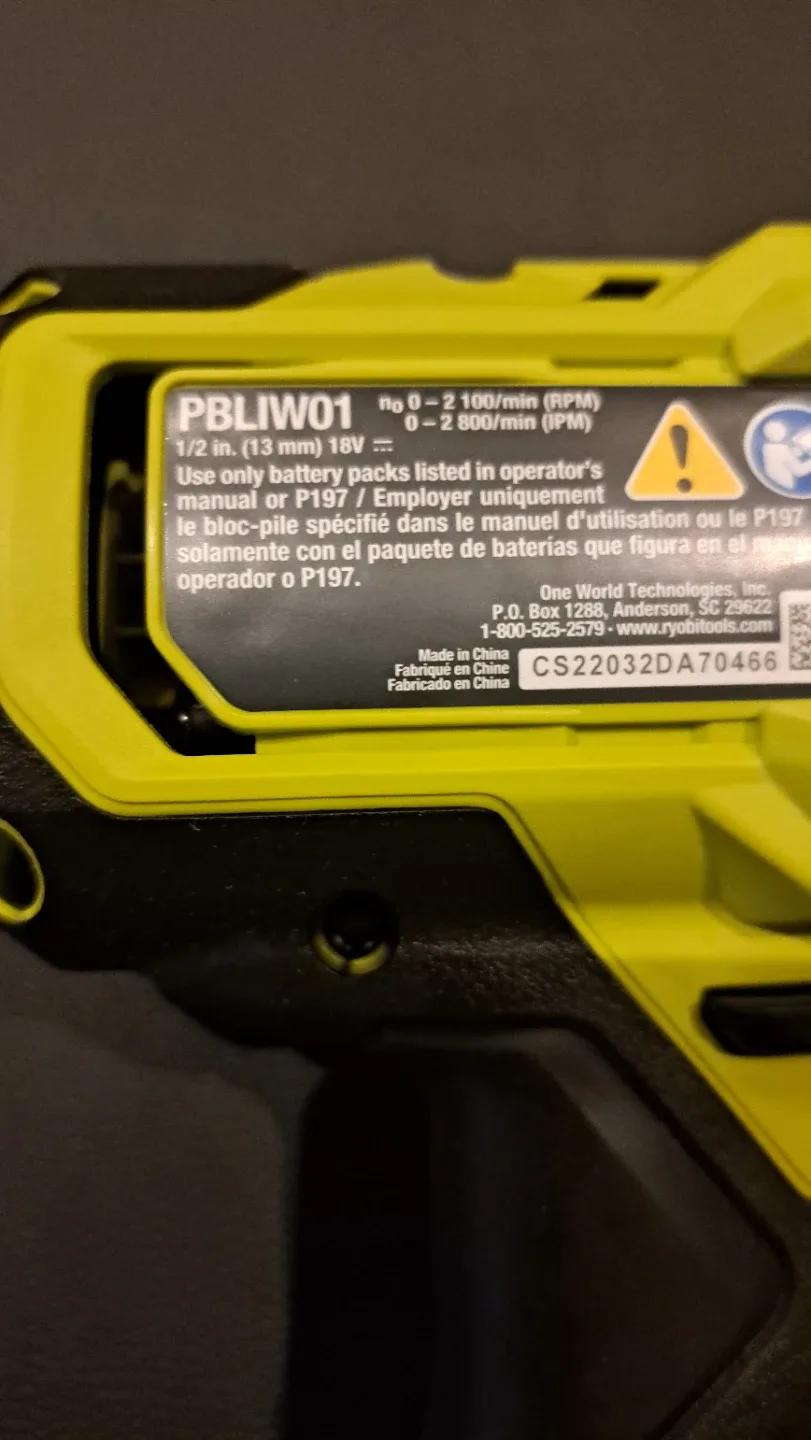 PBLIW01 n₀ 0 – 2 100/min (RPM)
0 – 2 800/min (IPM)
1/2 in. (13 mm) 18V ⎓
Use only battery packs listed in operator's
manual or P197 / Employer uniquement
le bloc-pile spécifié dans le manuel d'utilisation ou le P197
solamente con el paquete de baterías que figura en el
operador o P197.
One World Technologies, Inc.
P.O. Box 1288, Anderson, SC 29622
1-800-525-2579 · www.ryobitools.com
Made in China
Fabriqué en Chine
Fabricado en China
CS22032DA70466